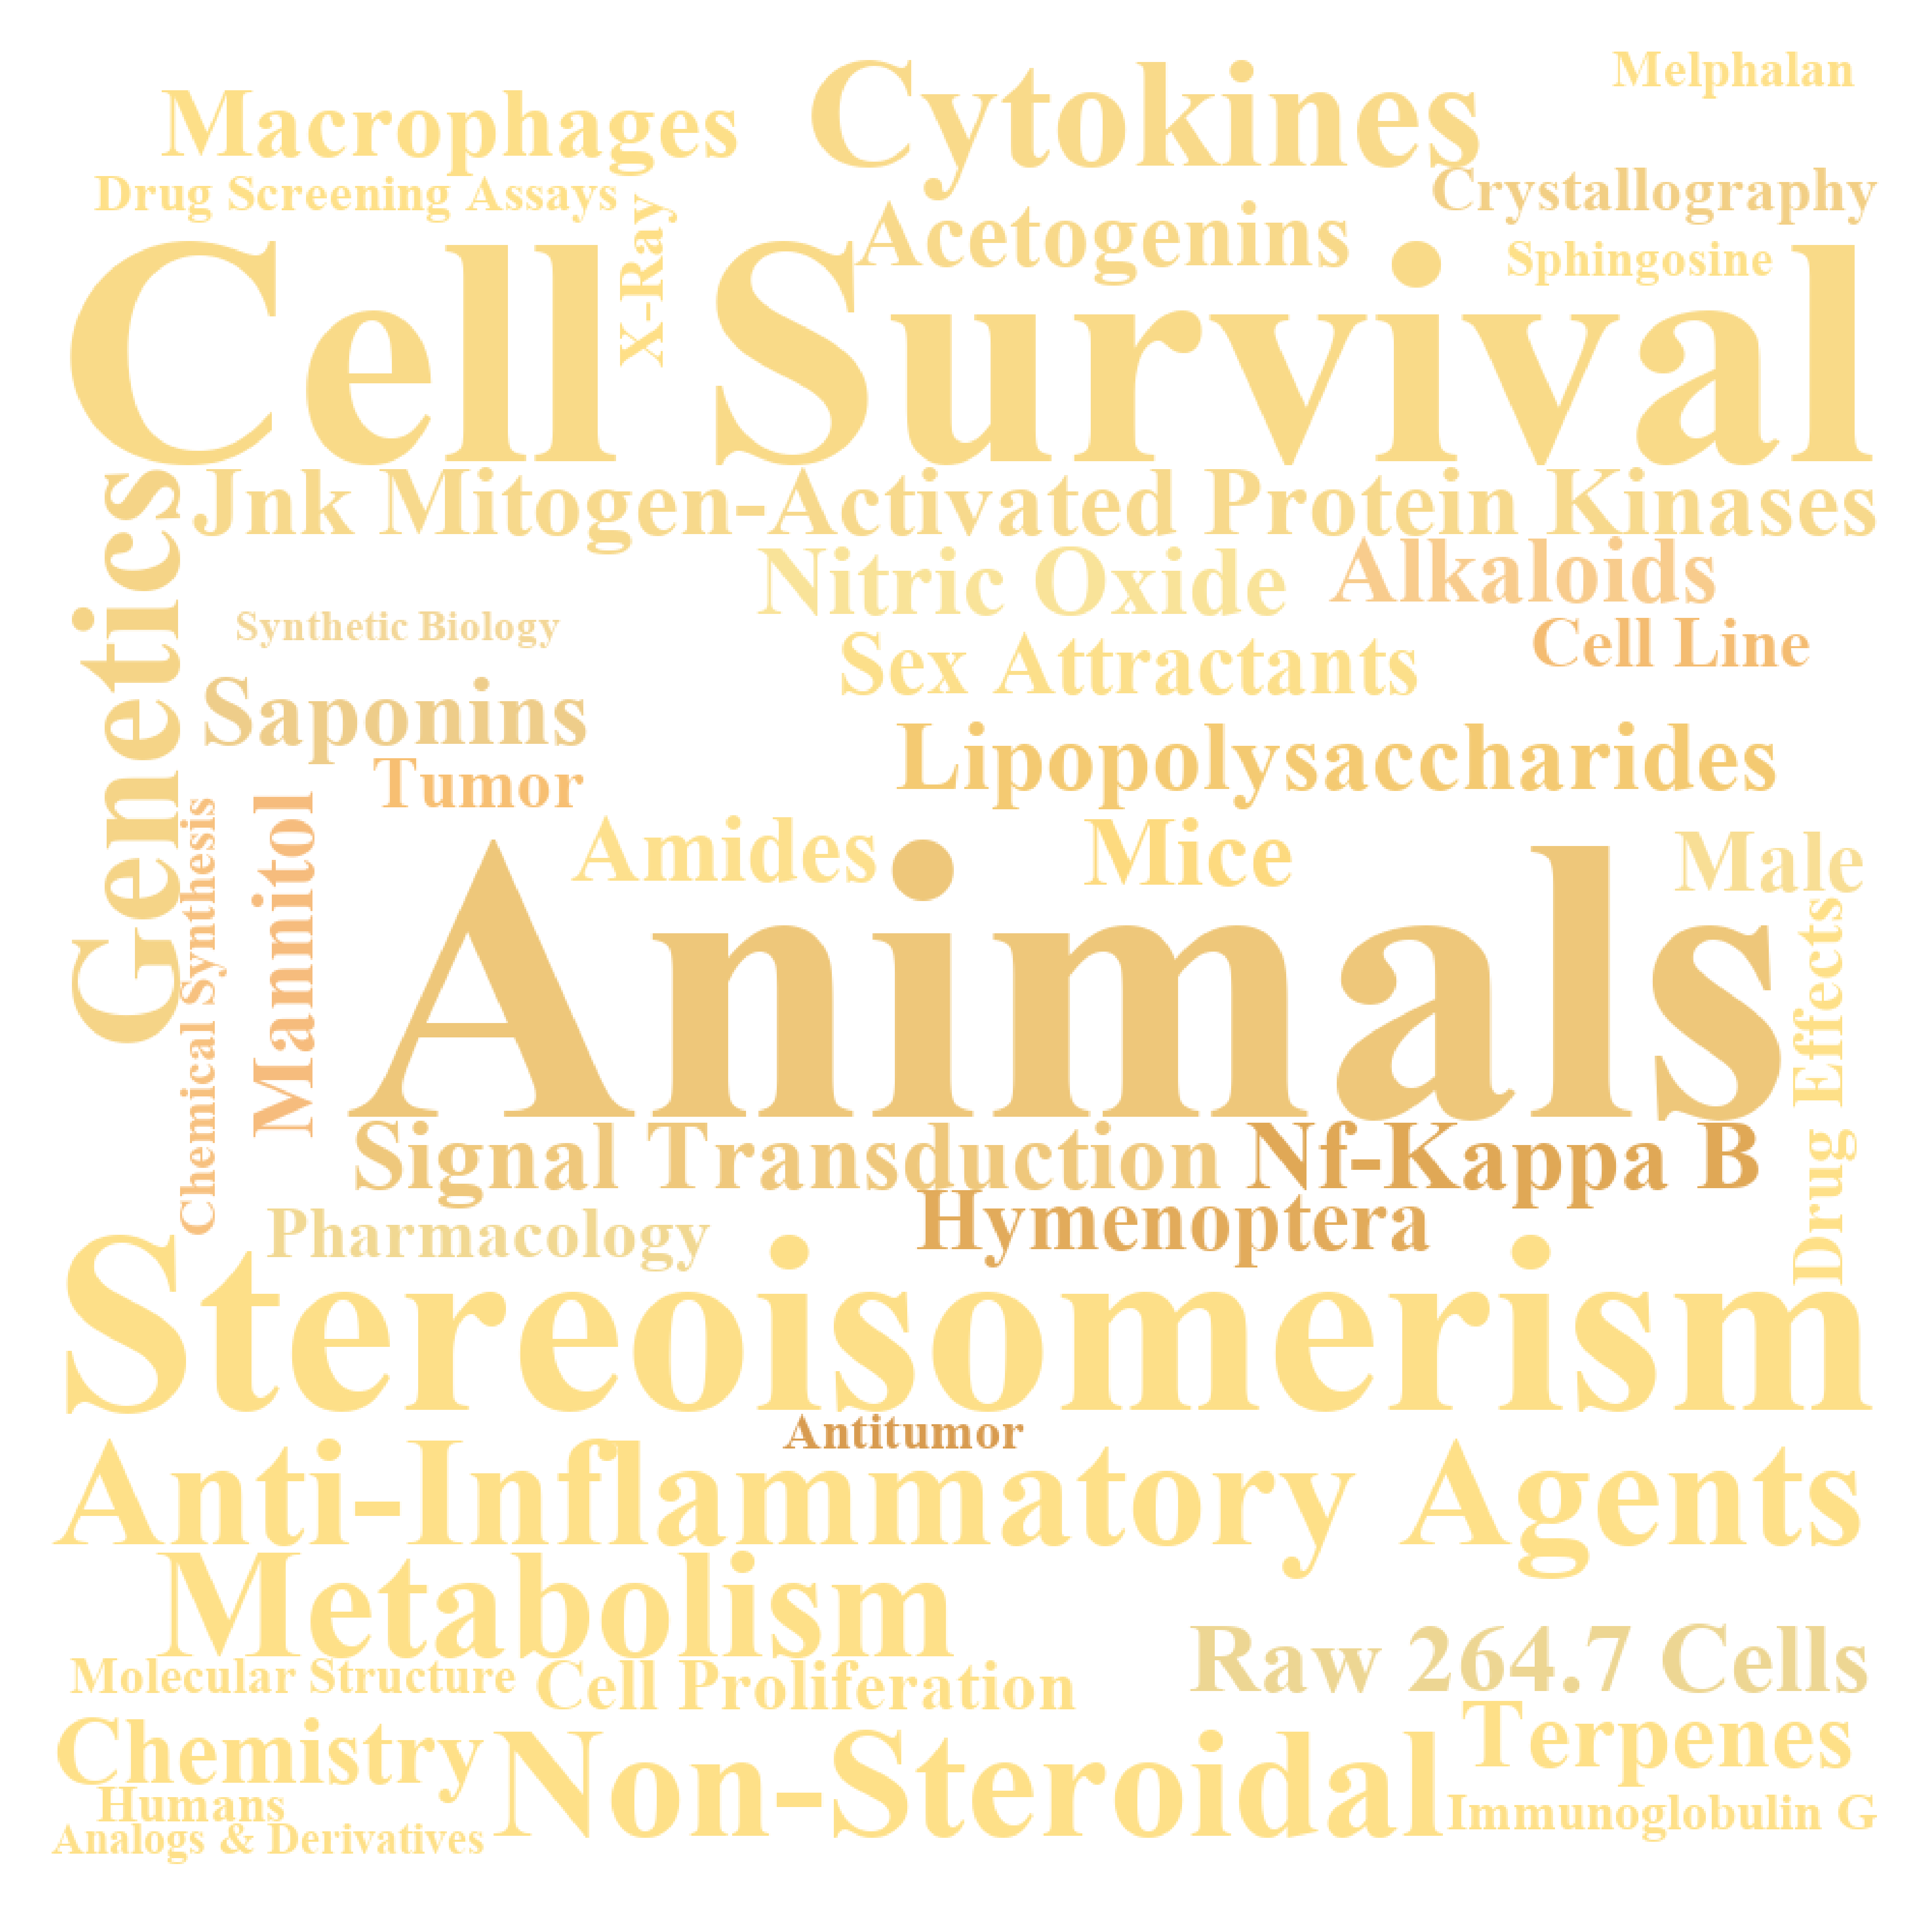 Melphalan
Cytokines
Macrophages
Drug Screening Assays
Crystallography
X-Ray
Acetogenins
Sphingosine
Cell Survival
Genetics
Jnk Mitogen-Activated Protein Kinases
Nitric Oxide
Alkaloids
Synthetic Biology
Sex Attractants
Cell Line
Saponins
Lipopolysaccharides
Tumor
Chemical Synthesis
Mannitol
Amides
Mice
Male
Animals
Drug Effects
Signal Transduction
Nf-Kappa B
Hymenoptera
Pharmacology
Stereoisomerism
Antitumor
Anti-Inflammatory Agents
Metabolism
Raw 264.7 Cells
Molecular Structure
Cell Proliferation
Chemistry
Non-Steroidal
Terpenes
Humans
Immunoglobulin G
Analogs & Derivatives